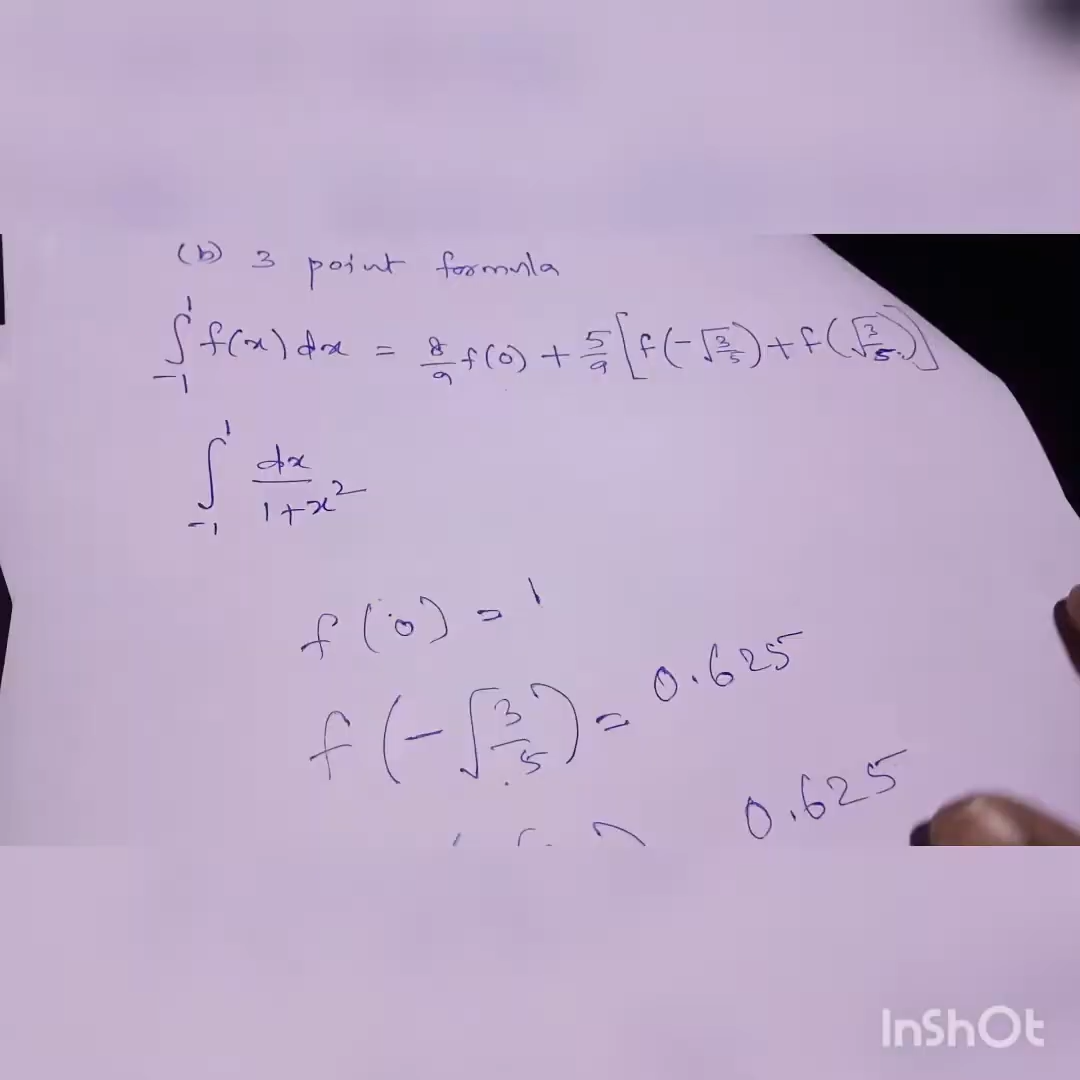 (b) 3 point formula
∫₋₁¹ f(x) dx = 8/9 f(0) + 5/9 [f(-√(3/5)) + f(√(3/5))]
∫₋₁¹ dx/(1+x²)
f(0) = 1
f(-√(3/5)) = 0.625
0.625
InShOt